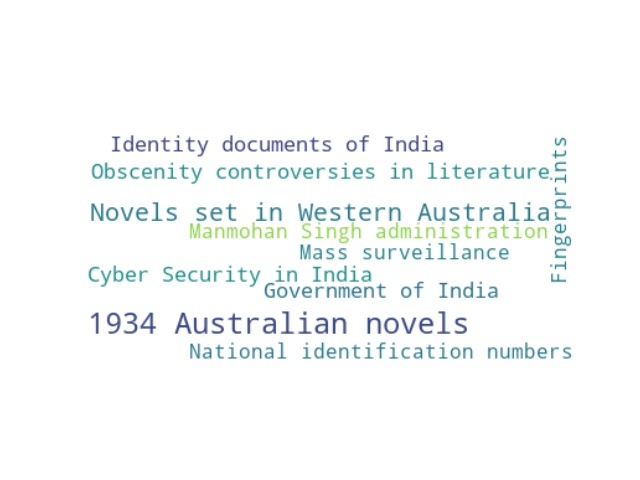 Identity documents of India
Obscenity controversies in literature
Novels set in Western Australia
Manmohan Singh administration
Mass surveillance
Cyber Security in India
Government of India
1934 Australian novels
National identification numbers
Fingerprints